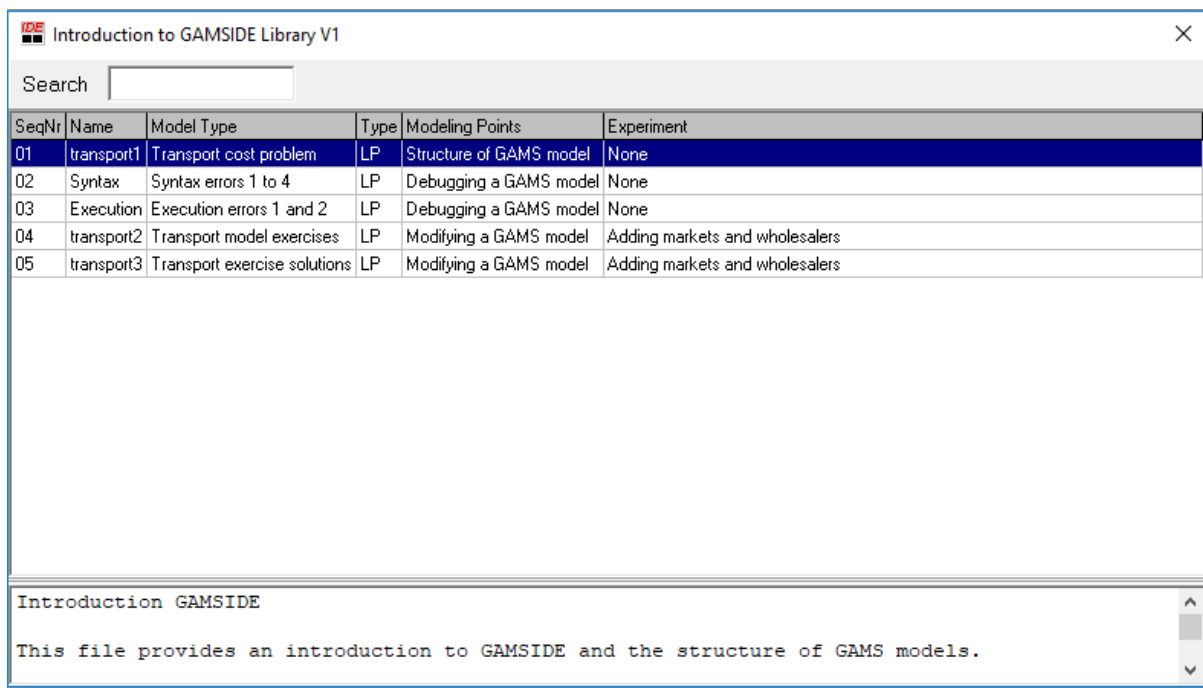 IDE Introduction to GAMSIDE Library V1
Search
SeqNr Name Model Type Type Modeling Points Experiment
01 transport1 Transport cost problem LP Structure of GAMS model None
02 Syntax Syntax errors 1 to 4 LP Debugging a GAMS model None
03 Execution Execution errors 1 and 2 LP Debugging a GAMS model None
04 transport2 Transport model exercises LP Modifying a GAMS model Adding markets and wholesalers
05 transport3 Transport exercise solutions LP Modifying a GAMS model Adding markets and wholesalers
Introduction GAMSIDE
This file provides an introduction to GAMSIDE and the structure of GAMS models.